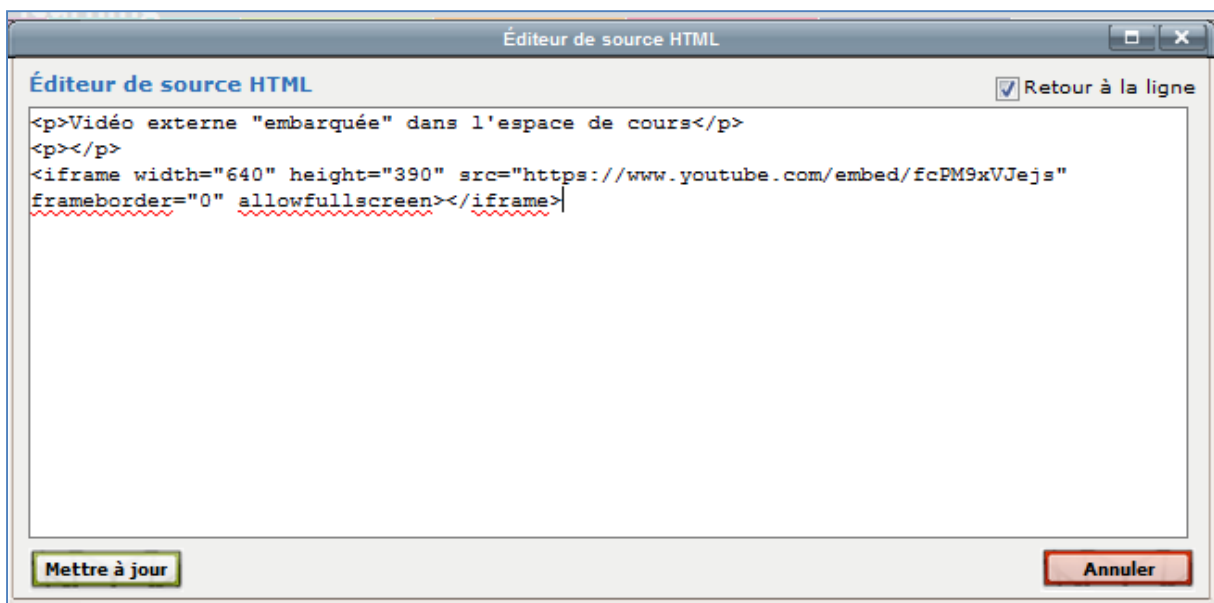 Éditeur de source HTML
Éditeur de source HTML
Retour à la ligne
<p>Vidéo externe "embarquée" dans l'espace de cours</p>
<p></p>
<iframe width="640" height="390" src="https://www.youtube.com/embed/fcPM9xVJejs"
frameborder="0" allowfullscreen></iframe>
Mettre à jour
Annuler